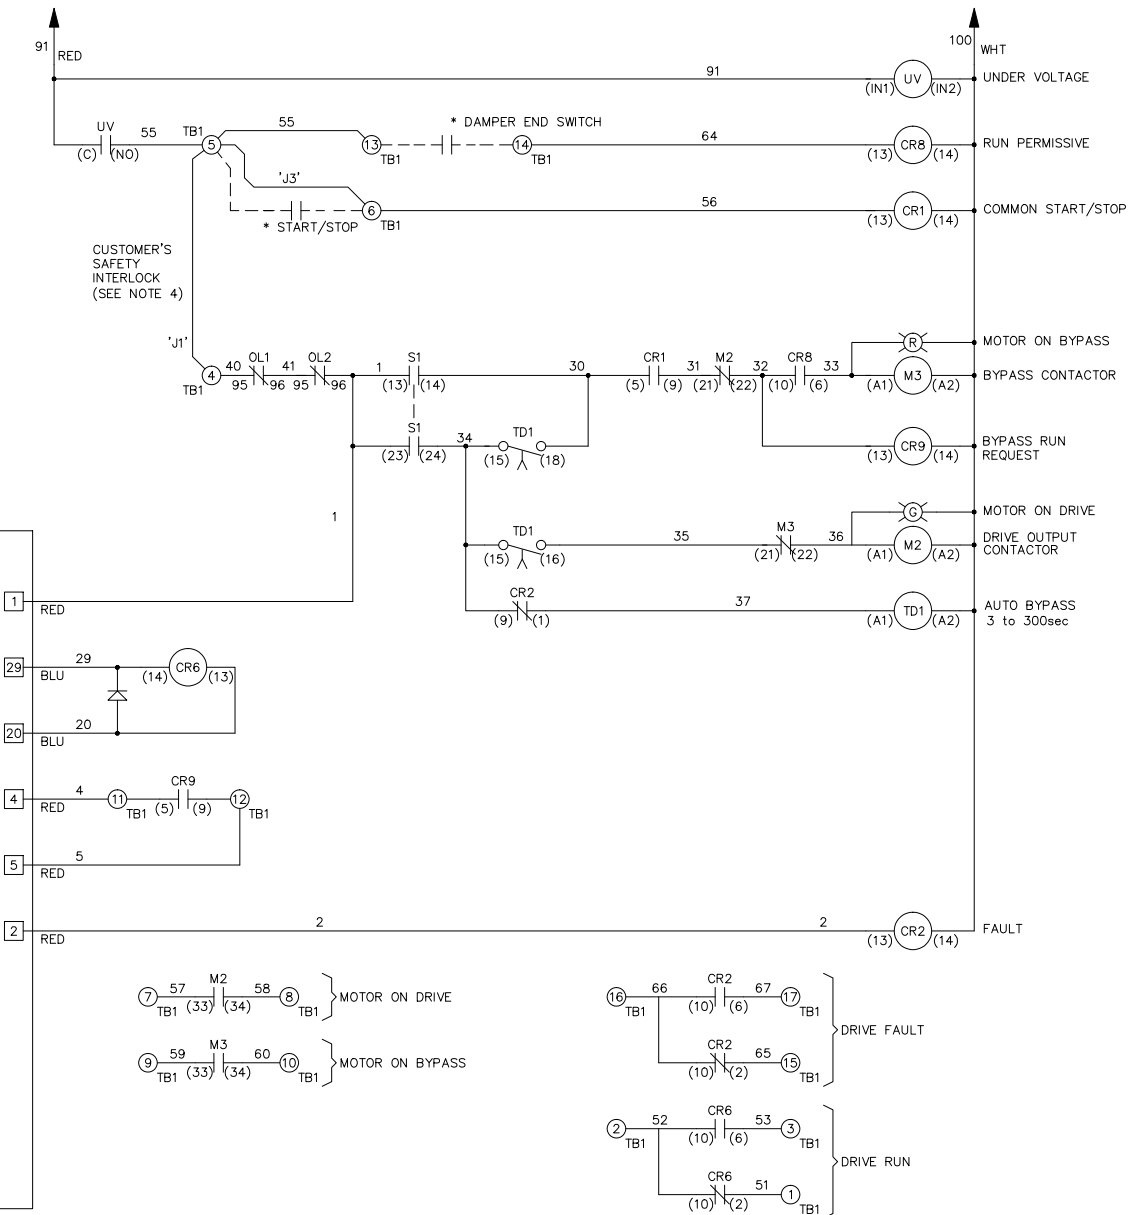 91
RED
100
WHT
91
UV
(IN1)
(IN2)
UNDER VOLTAGE
UV
(C)
(NO)
55
TB1
5
55
13
TB1
* DAMPER END SWITCH
14
TB1
64
CR8
(13)
(14)
RUN PERMISSIVE
'J3'
* START/STOP
6
TB1
56
CR1
(13)
(14)
COMMON START/STOP
CUSTOMER'S
SAFETY
INTERLOCK
(SEE NOTE 4)
'J1'
4
TB1
40
OL1
95
96
41
OL2
95
96
1
S1
(13)
(14)
30
CR1
(5)
(9)
31
M2
(21)
(22)
32
CR8
(10)
(6)
33
R
MOTOR ON BYPASS
M3
(A1)
(A2)
BYPASS CONTACTOR
S1
(23)
(24)
34
TD1
(15)
(18)
CR9
(13)
(14)
BYPASS RUN
REQUEST
1
TD1
(15)
(16)
35
M3
(21)
(22)
36
G
MOTOR ON DRIVE
M2
(A1)
(A2)
DRIVE OUTPUT
CONTACTOR
CR2
(9)
(1)
37
TD1
(A1)
(A2)
AUTO BYPASS
3 to 300sec
1
RED
29
BLU
29
CR6
(14)
(13)
20
BLU
20
4
RED
4
11
TB1
CR9
(5)
(9)
12
TB1
5
RED
5
2
RED
2
2
CR2
(13)
(14)
FAULT
7
TB1
57
M2
(33)
(34)
58
8
TB1
MOTOR ON DRIVE
9
TB1
59
M3
(33)
(34)
60
10
TB1
MOTOR ON BYPASS
16
TB1
66
CR2
(10)
(6)
67
17
TB1
CR2
(10)
(2)
65
15
TB1
DRIVE FAULT
2
TB1
52
CR6
(10)
(6)
53
3
TB1
CR6
(10)
(2)
51
1
TB1
DRIVE RUN